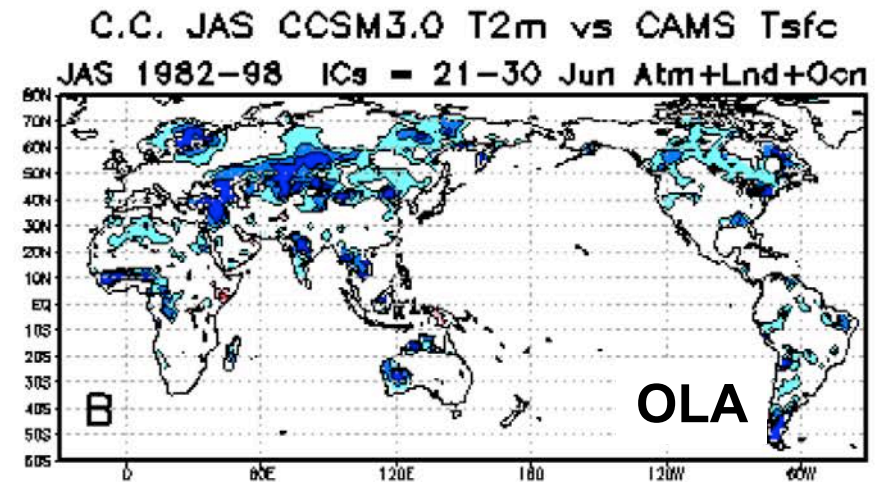 C.C. JAS CCSM3.0 T2m vs CAMS Tsfc
JAS 1982-98 ICs = 21-30 Jun Atm+Lnd+Ocn
80N
70N
60N
50N
40N
30N
20N
10N
EQ
10S
20S
30S
40S
50S
60S
B
OLA
0
60E
120E
180
120W
60W